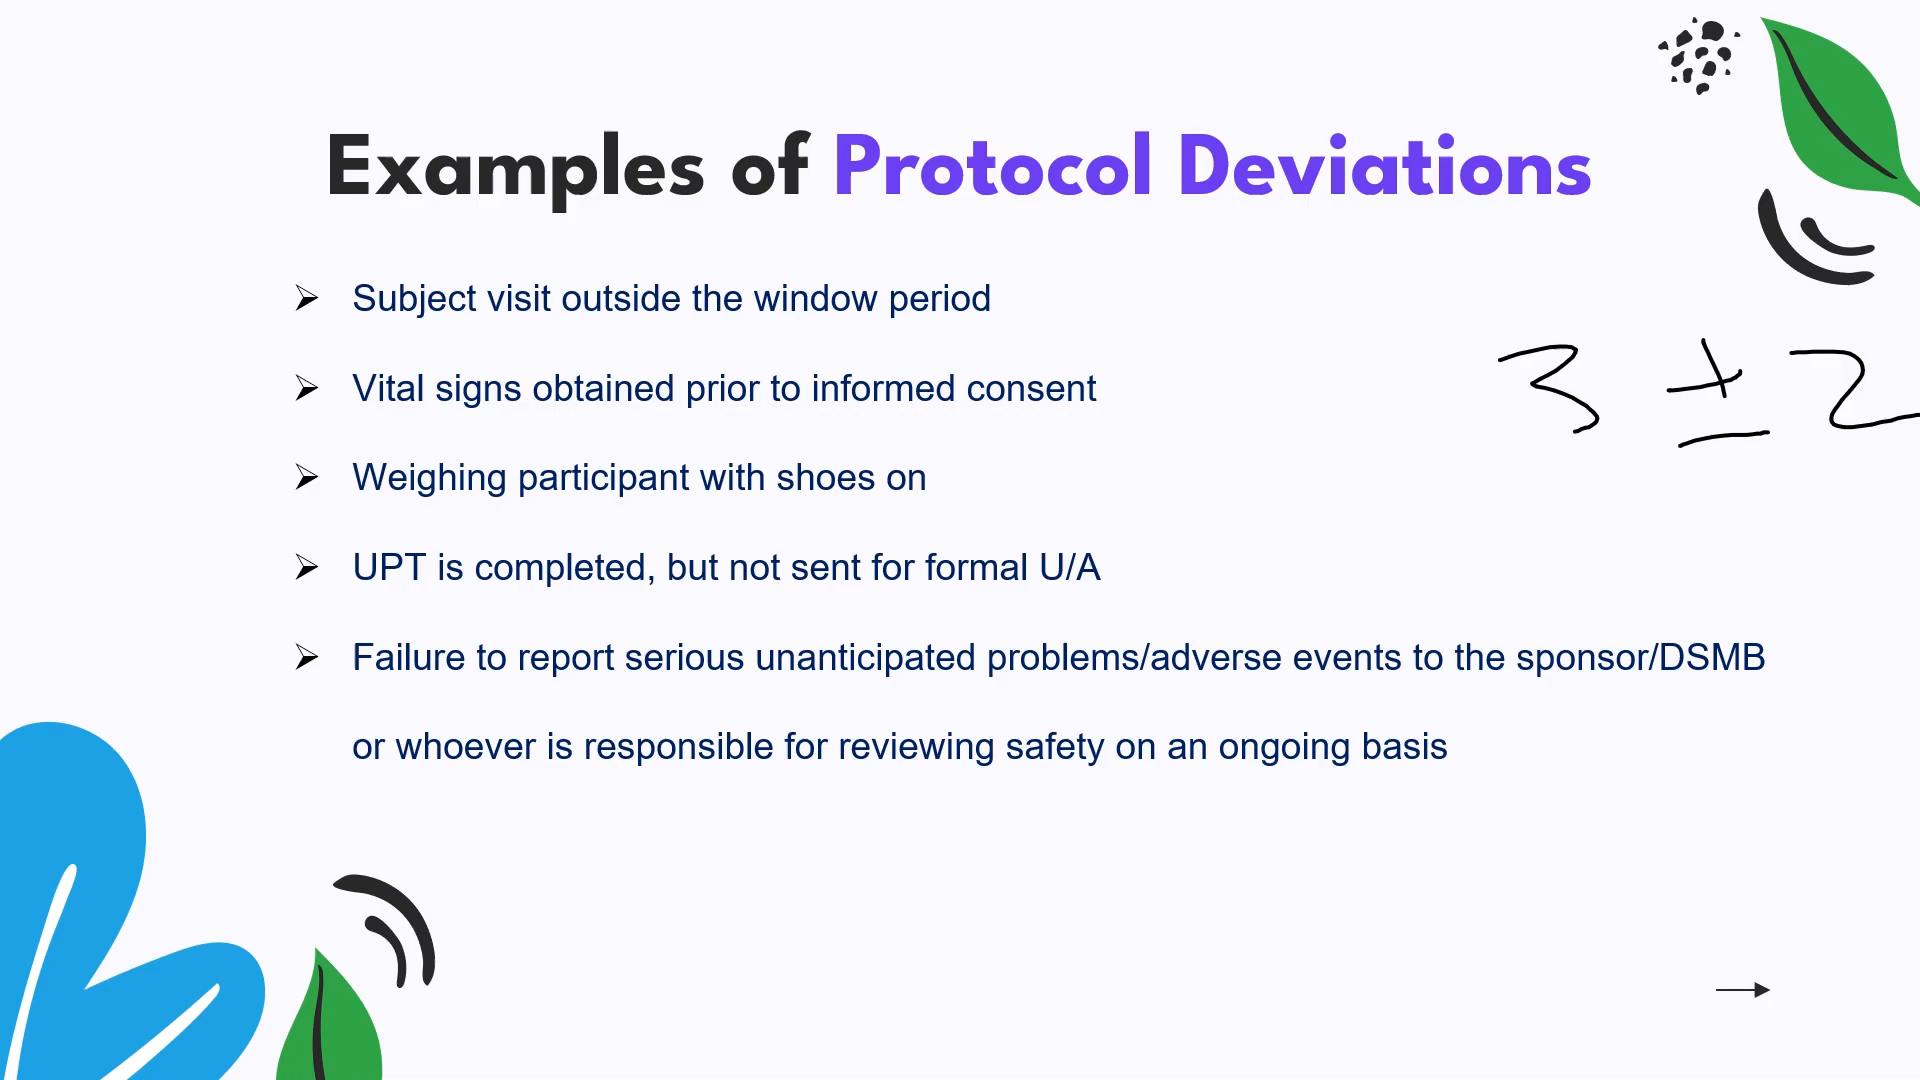 Examples of Protocol Deviations
Subject visit outside the window period
Vital signs obtained prior to informed consent
3 ± 2
Weighing participant with shoes on
UPT is completed, but not sent for formal U/A
Failure to report serious unanticipated problems/adverse events to the sponsor/DSMB
or whoever is responsible for reviewing safety on an ongoing basis